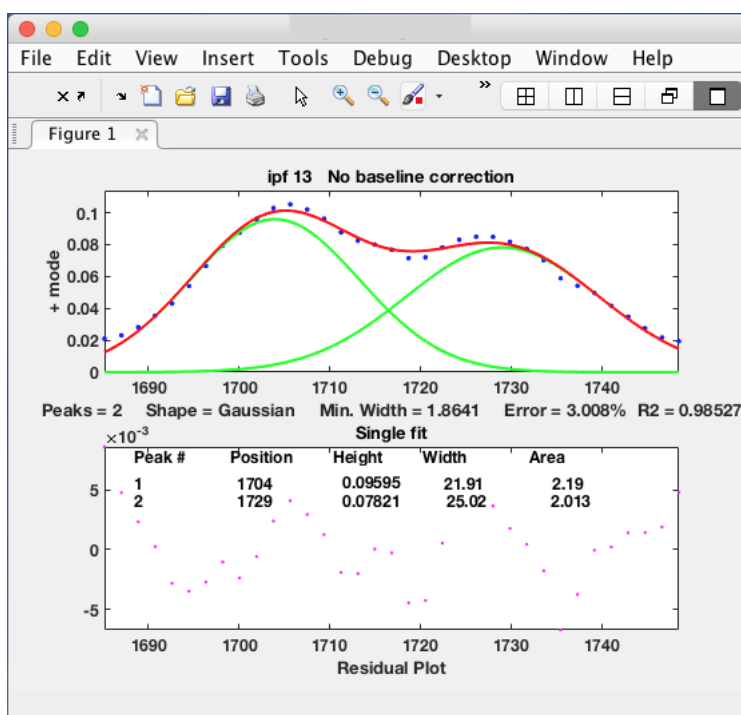 File Edit View Insert Tools Debug Desktop Window Help
»
Figure 1
ipf 13 No baseline correction
+ mode
0.1
0.08
0.06
0.04
0.02
0
1690 1700 1710 1720 1730 1740
Peaks = 2 Shape = Gaussian Min. Width = 1.8641 Error = 3.008% R2 = 0.98527
×10⁻³ Single fit
Peak # Position Height Width Area
1 1704 0.09595 21.91 2.19
2 1729 0.07821 25.02 2.013
5
0
-5
1690 1700 1710 1720 1730 1740
Residual Plot